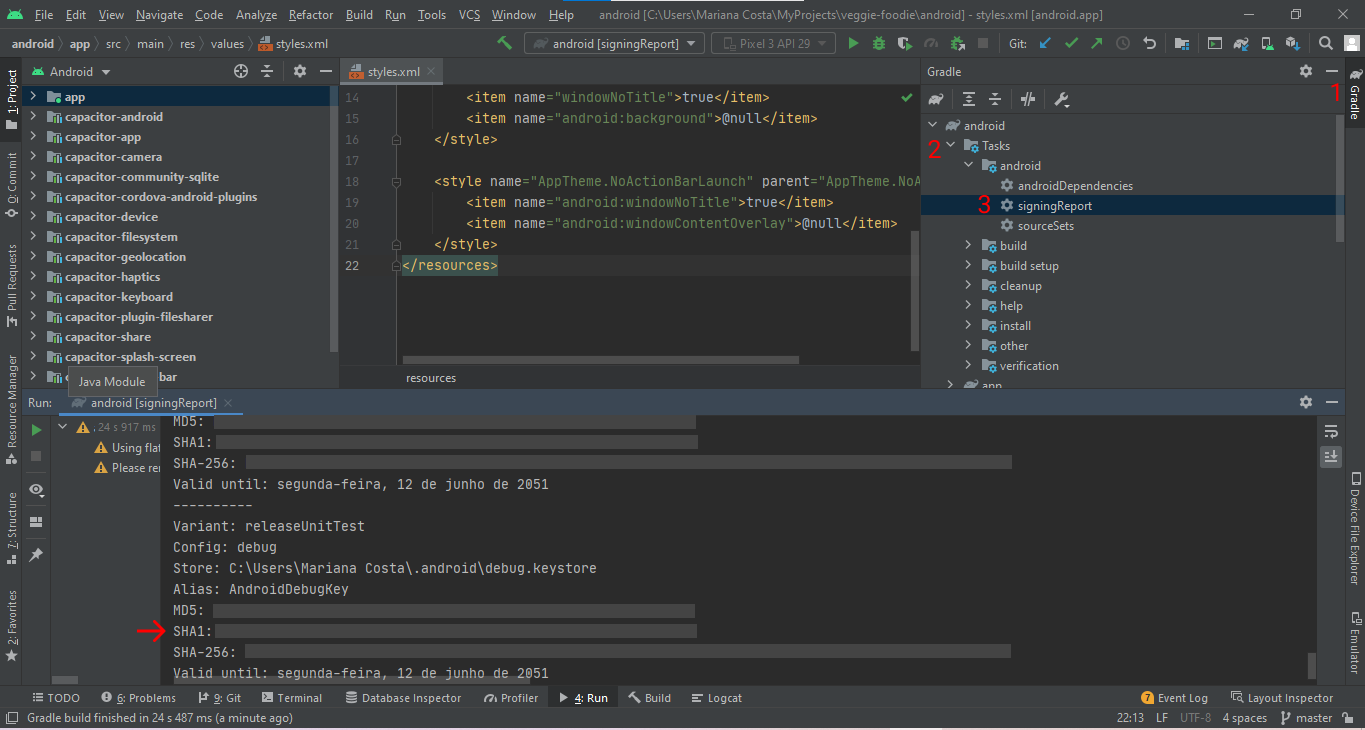 File Edit View Navigate Code Analyze Refactor Build Run Tools VCS Window Help android [C:\Users\Mariana Costa\MyProjects\veggie-foodie\android] - styles.xml [android.app]
android app src main res values styles.xml android [signingReport] Pixel 3 API 29 Git:
1: Project
0: Commit
Pull Requests
Resource Manager
7: Structure
2: Favorites
Android
app
capacitor-android
capacitor-app
capacitor-camera
capacitor-community-sqlite
capacitor-cordova-android-plugins
capacitor-device
capacitor-filesystem
capacitor-geolocation
capacitor-haptics
capacitor-keyboard
capacitor-plugin-filesharer
capacitor-share
capacitor-splash-screen
bar
Java Module
styles.xml
14 <item name="windowNoTitle">true</item>
15 <item name="android:background">@null</item>
16 </style>
17
18 <style name="AppTheme.NoActionBarLaunch" parent="AppTheme.NoA
19 <item name="android:windowNoTitle">true</item>
20 <item name="android:windowContentOverlay">@null</item>
21 </style>
22 </resources>
resources
Gradle
1
Gradle
android
2 Tasks
android
androidDependencies
3 signingReport
sourceSets
build
build setup
cleanup
help
install
other
verification
app
Run: android [signingReport]
24 s 917 ms
Using flat
Please re
MD5:
SHA1:
SHA-256:
Valid until: segunda-feira, 12 de junho de 2051
----------
Variant: releaseUnitTest
Config: debug
Store: C:\Users\Mariana Costa\.android\debug.keystore
Alias: AndroidDebugKey
MD5:
SHA1:
SHA-256:
Valid until: segunda-feira, 12 de junho de 2051
Device File Explorer
Emulator
TODO 6: Problems 9: Git Terminal Database Inspector Profiler 4: Run Build Logcat 7 Event Log Layout Inspector
Gradle build finished in 24 s 487 ms (a minute ago) 22:13 LF UTF-8 4 spaces master